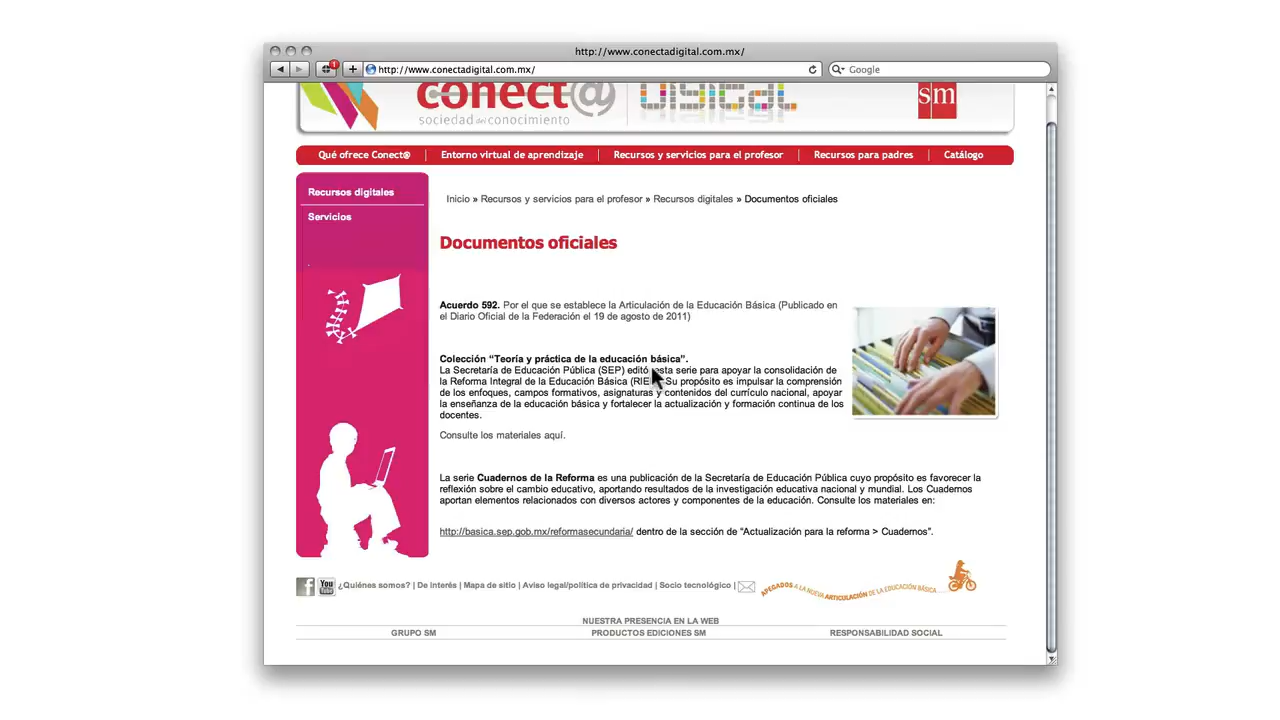 http://www.conectadigital.com.mx/
http://www.conectadigital.com.mx/
Google
1
conect@ digital
sm
sociedad del conocimiento
Qué ofrece Conect@ | Entorno virtual de aprendizaje | Recursos y servicios para el profesor | Recursos para padres | Catálogo
Recursos digitales
Servicios
Inicio » Recursos y servicios para el profesor » Recursos digitales » Documentos oficiales
Documentos oficiales
Acuerdo 592. Por el que se establece la Articulación de la Educación Básica (Publicado en
el Diario Oficial de la Federación el 19 de agosto de 2011)
Colección “Teoría y práctica de la educación básica”.
La Secretaría de Educación Pública (SEP) editó esta serie para apoyar la consolidación de
la Reforma Integral de la Educación Básica (RIEB). Su propósito es impulsar la comprensión
de los enfoques, campos formativos, asignaturas y contenidos del currículo nacional, apoyar
la enseñanza de la educación básica y fortalecer la actualización y formación continua de los
docentes.
Consulte los materiales aquí.
La serie Cuadernos de la Reforma es una publicación de la Secretaría de Educación Pública cuyo propósito es favorecer la
reflexión sobre el cambio educativo, aportando resultados de la investigación educativa nacional y mundial. Los Cuadernos
aportan elementos relacionados con diversos actores y componentes de la educación. Consulte los materiales en:
http://basica.sep.gob.mx/reformasecundaria/ dentro de la sección de “Actualización para la reforma > Cuadernos”.
f You Tube ¿Quiénes somos? | De interés | Mapa de sitio | Aviso legal/política de privacidad | Socio tecnológico |
APEGADOS A LA NUEVA ARTICULACIÓN DE LA EDUCACIÓN BÁSICA
NUESTRA PRESENCIA EN LA WEB
GRUPO SM PRODUCTOS EDICIONES SM RESPONSABILIDAD SOCIAL